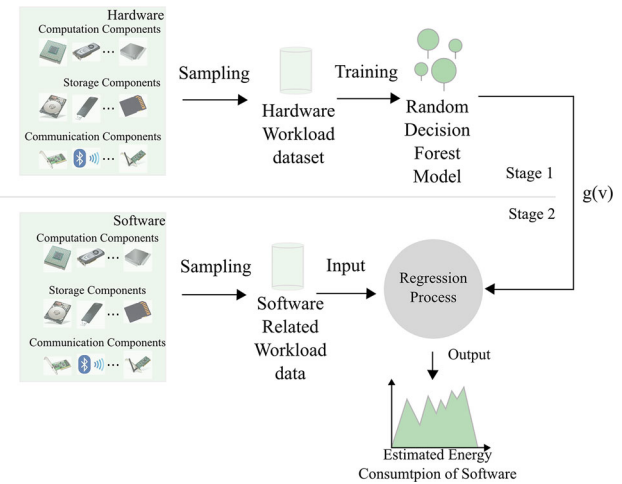 Hardware
Computation Components
...
Storage Components
...
Communication Components
...
Sampling
Hardware
Workload
dataset
Training
Random
Decision
Forest
Model
Stage 1
g(v)
Stage 2
Software
Computation Components
...
Storage Components
...
Communication Components
...
Sampling
Software
Related
Workload
data
Input
Regression
Process
Output
Estimated Energy
Consumtpion of Software